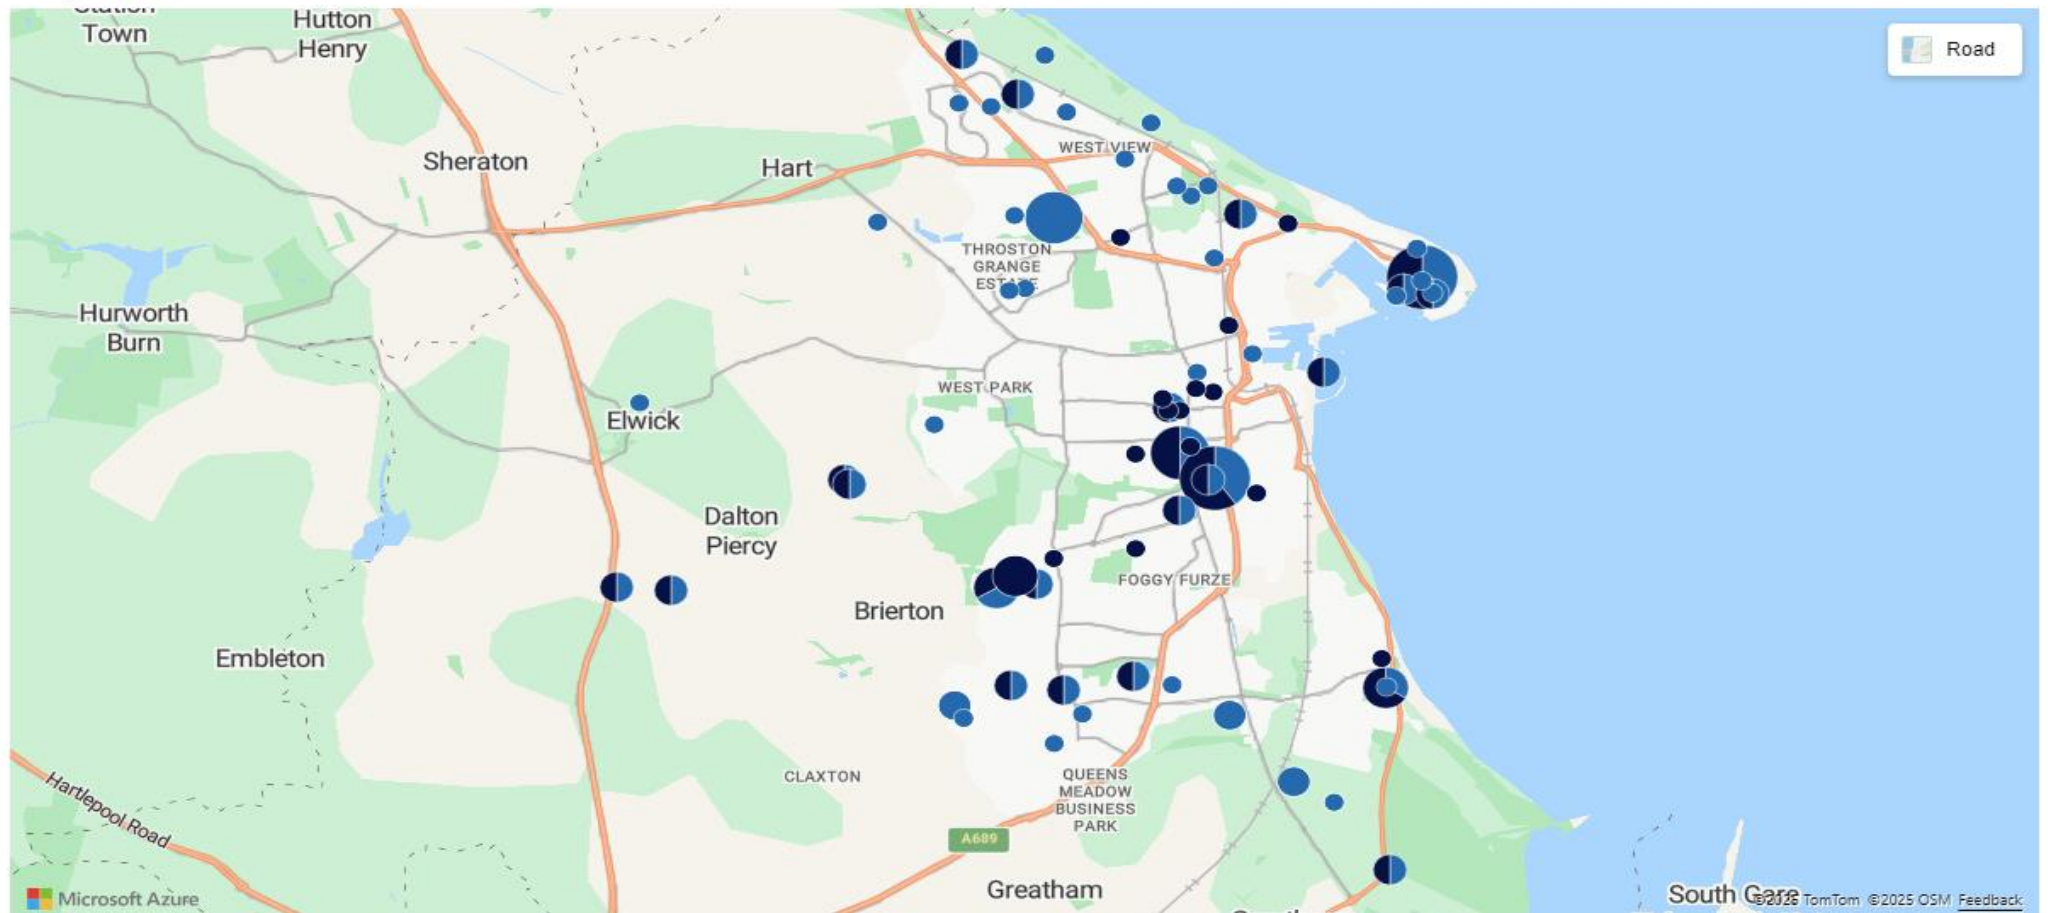 Town
Hutton
Henry
Road
Sheraton
Hart
WEST VIEW
THROSTON
GRANGE
ESTATE
Hurworth
Burn
WEST PARK
Elwick
Dalton
Piercy
FOGGY FURZE
Brierton
Embleton
CLAXTON
QUEENS
MEADOW
BUSINESS
PARK
Hartlepool Road
A689
Greatham
Microsoft Azure
South Gare
©2025 TomTom ©2025 OSM Feedback